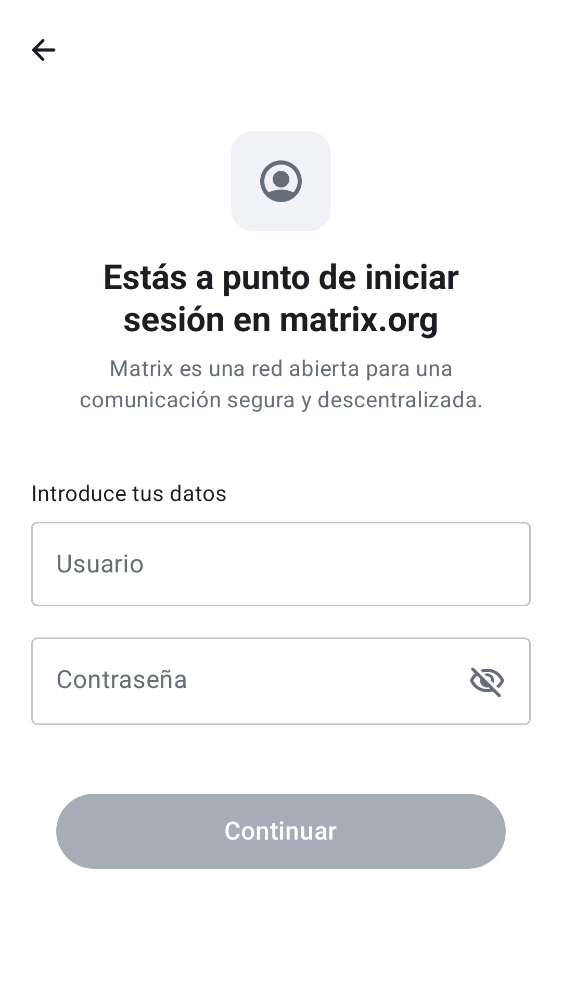 Estás a punto de iniciar
sesión en matrix.org
Matrix es una red abierta para una
comunicación segura y descentralizada.
Introduce tus datos
Usuario
Contraseña
Continuar